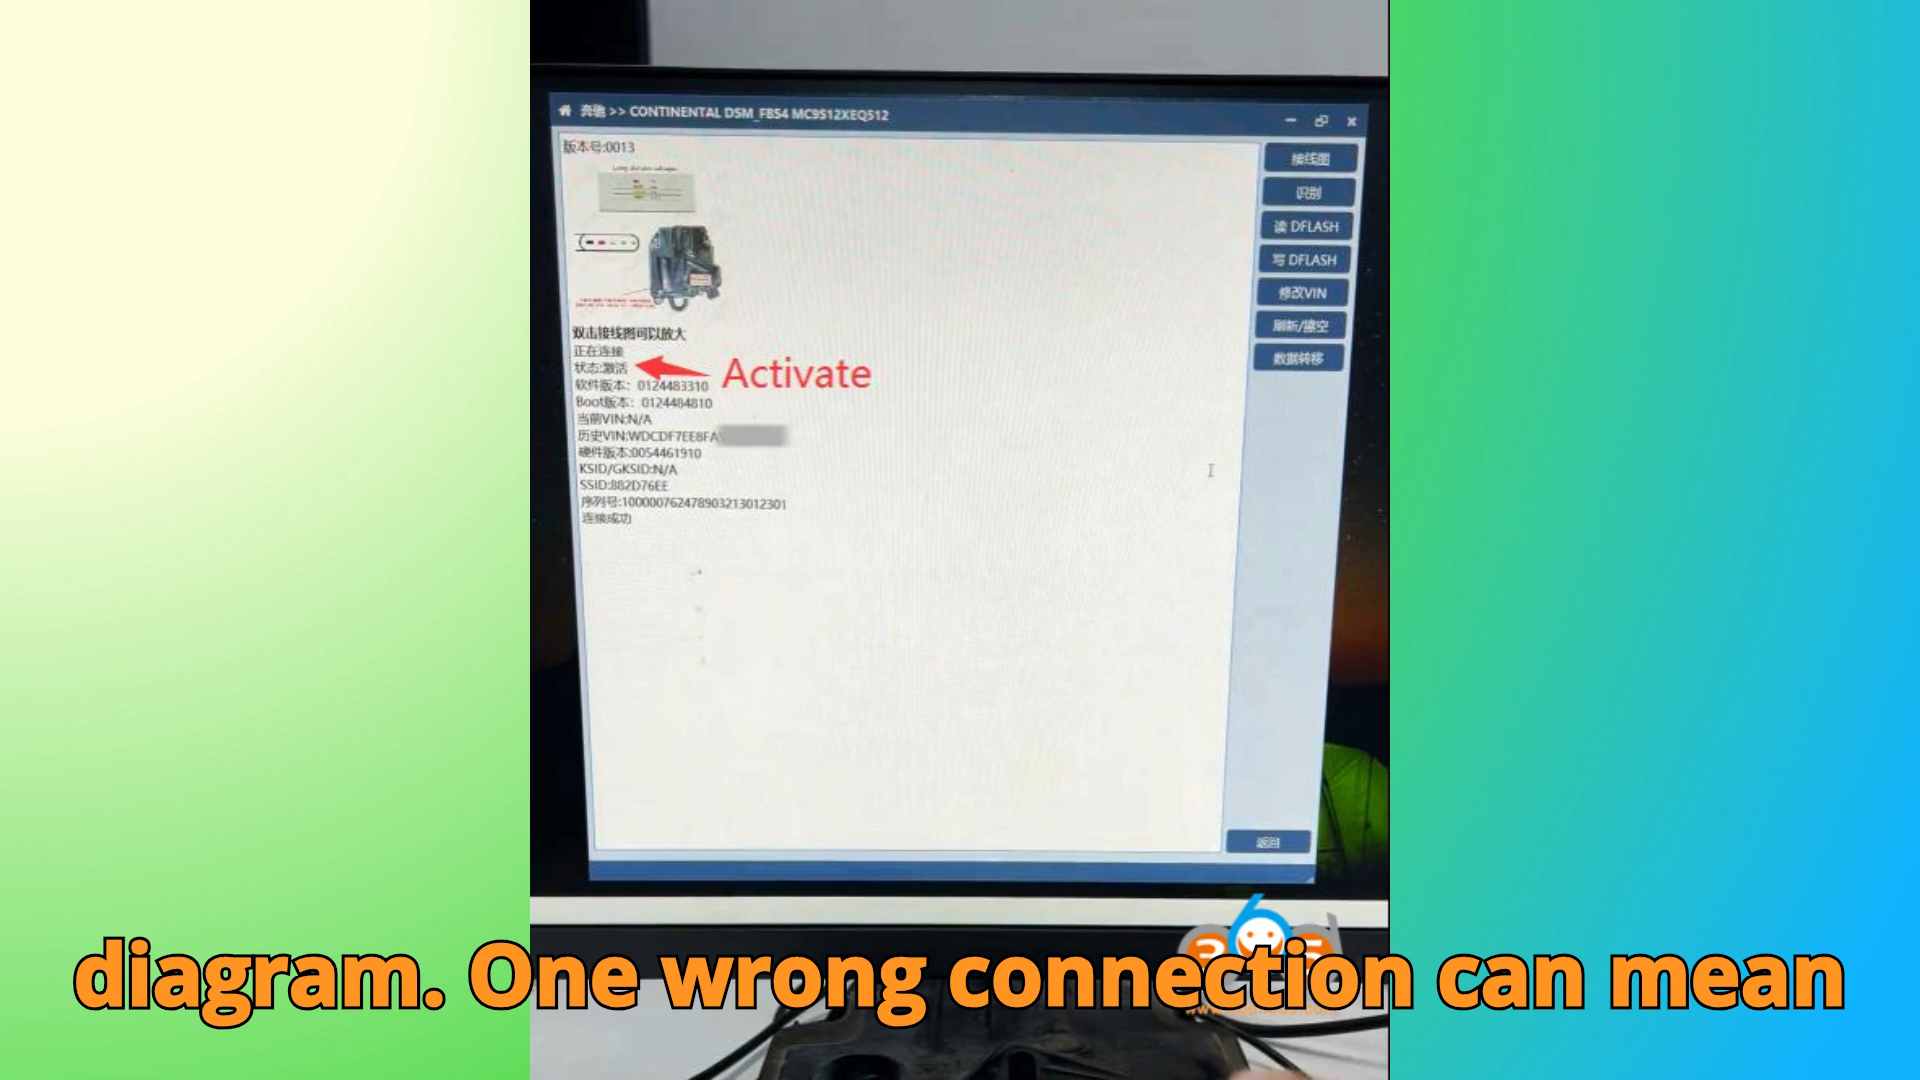 奔驰 >> CONTINENTAL DSM_FBS4 MC9S12XEQ512
版本号:0013
双击接线图可以放大
正在连接
状态:激活
Activate
软件版本: 0124483310
Boot版本: 0124484810
当前VIN:N/A
历史VIN:WDCDF7EE8FA
硬件版本:0054461910
KSID/GKSID:N/A
SSID:882D76EE
序列号:100000762478903213012301
连接成功
接线图
识别
读 DFLASH
写 DFLASH
修改VIN
刷新/擦空
数据转移
返回
diagram. One wrong connection can mean